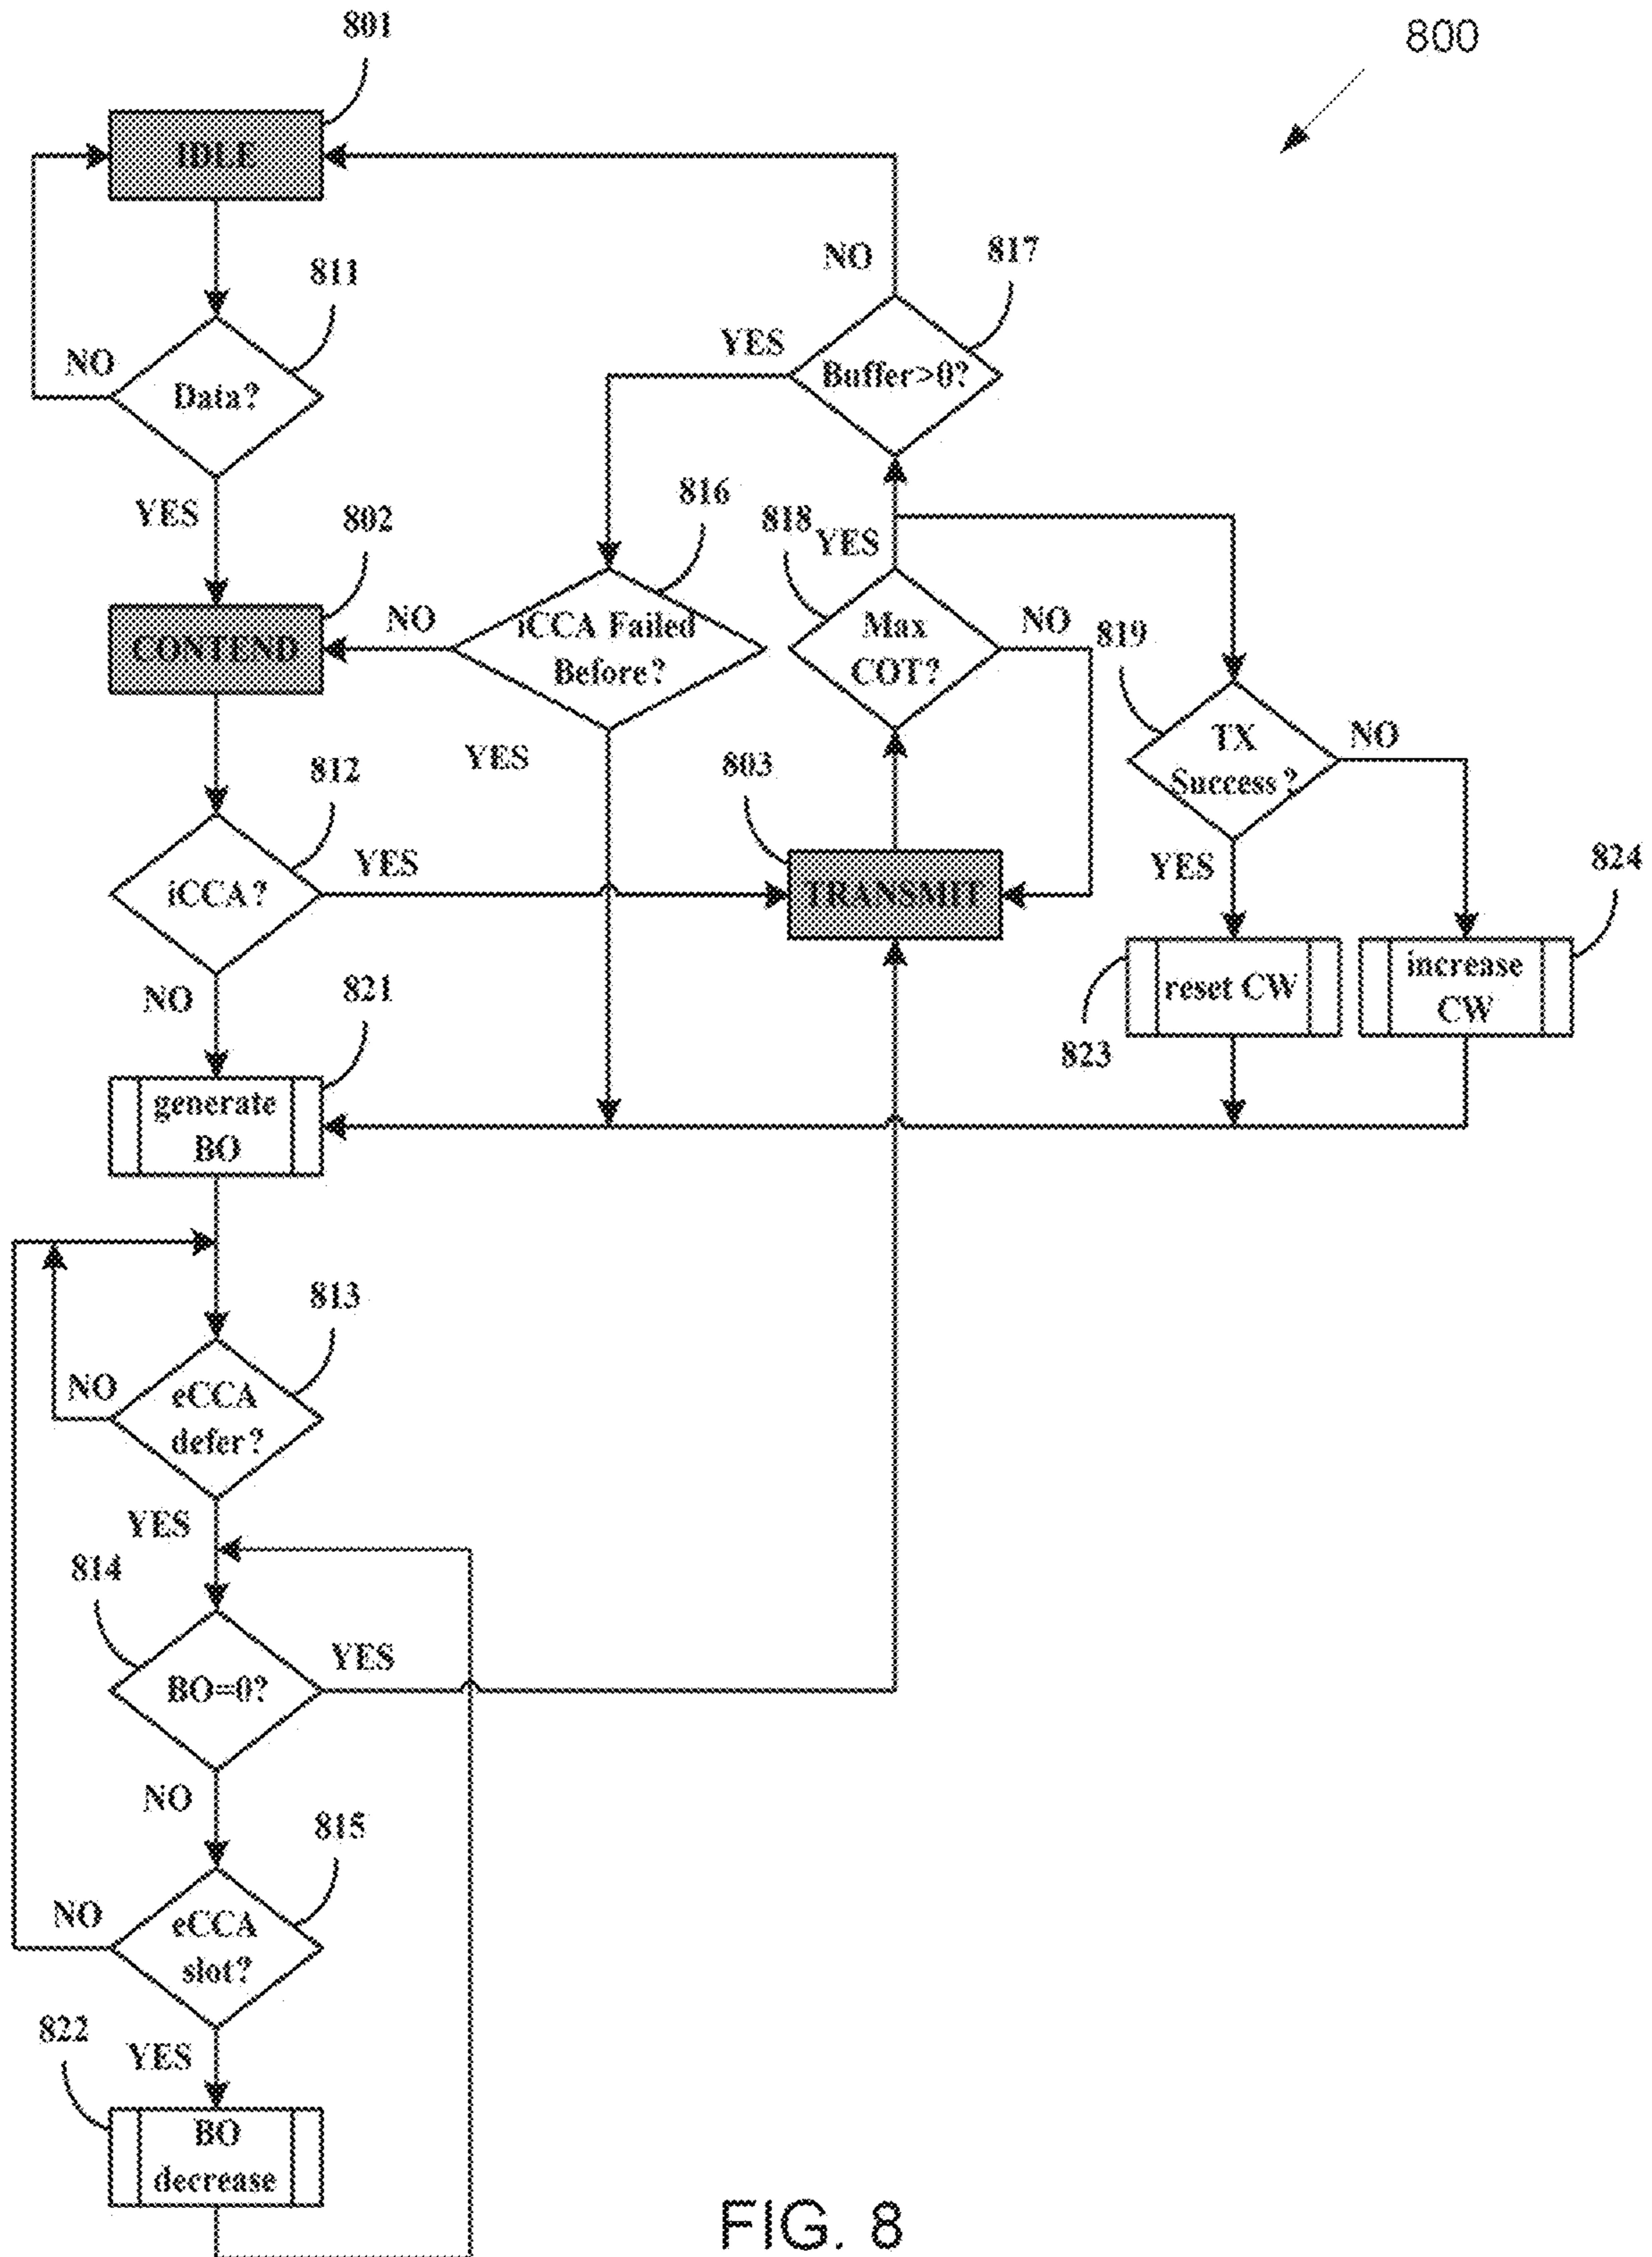 800
801
IDLE
811
NO
Data?
YES
802
CONTEND
812
iCCA?
YES
NO
821
generate
BO
813
NO
eCCA
defer?
YES
814
BO=0?
YES
NO
815
NO
eCCA
slot?
822
YES
BO
decrease
NO
817
YES
Buffer>0?
816
NO
iCCA Failed
Before?
YES
818
YES
Max
COT?
NO
803
TRANSMIT
819
TX
Success?
NO
YES
823
reset CW
824
increase
CW
FIG. 8